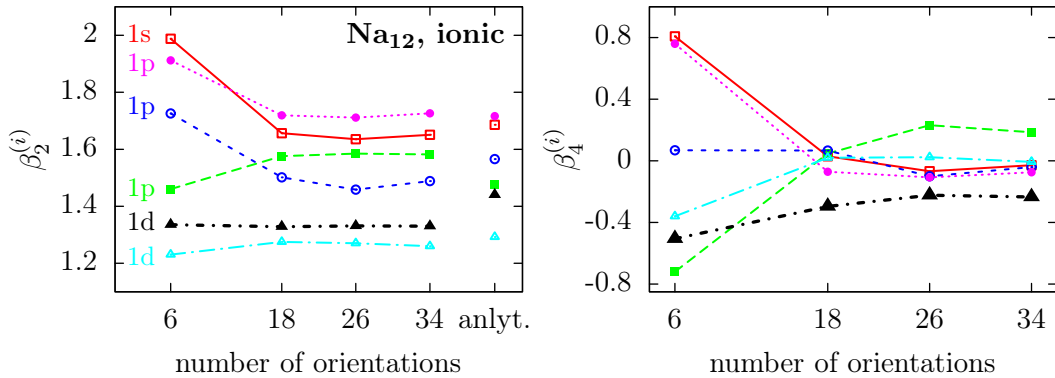 Na12, ionic
β2(i)
2
1.8
1.6
1.4
1.2
1s
1p
1p
1p
1d
1d
6 18 26 34 anlyt.
number of orientations
β4(i)
0.8
0.4
0
-0.4
-0.8
6 18 26 34
number of orientations